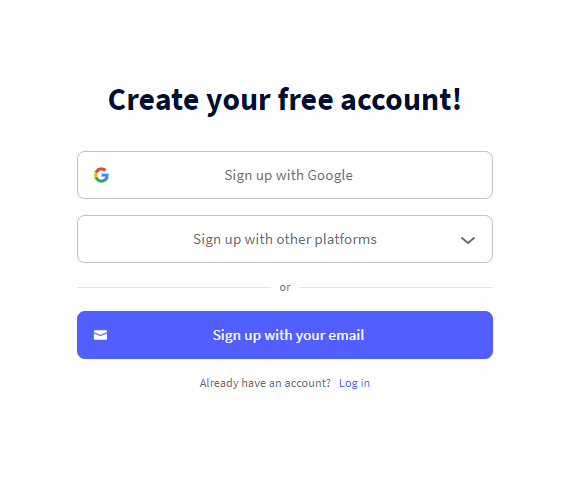 Create your free account!
Sign up with Google
Sign up with other platforms
or
Sign up with your email
Already have an account? Log in